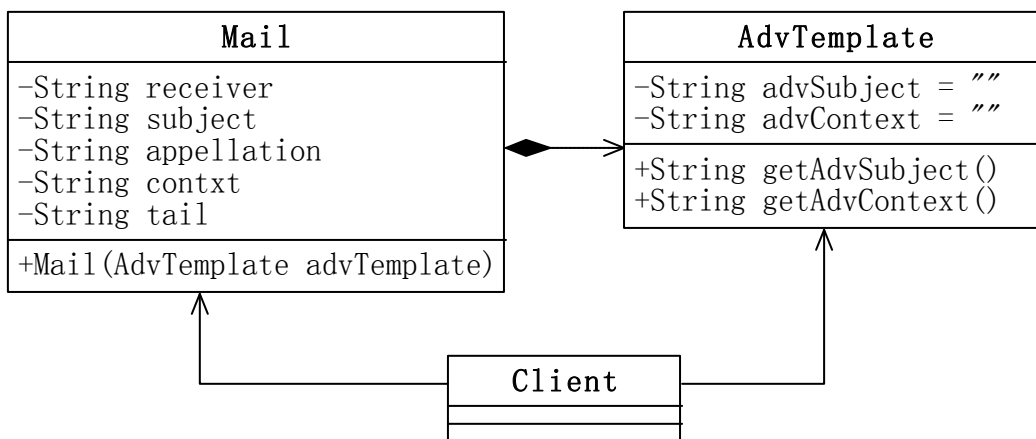 Mail
-String receiver
-String subject
-String appellation
-String contxt
-String tail
+Mail(AdvTemplate advTemplate)
AdvTemplate
-String advSubject = ""
-String advContext = ""
+String getAdvSubject()
+String getAdvContext()
Client